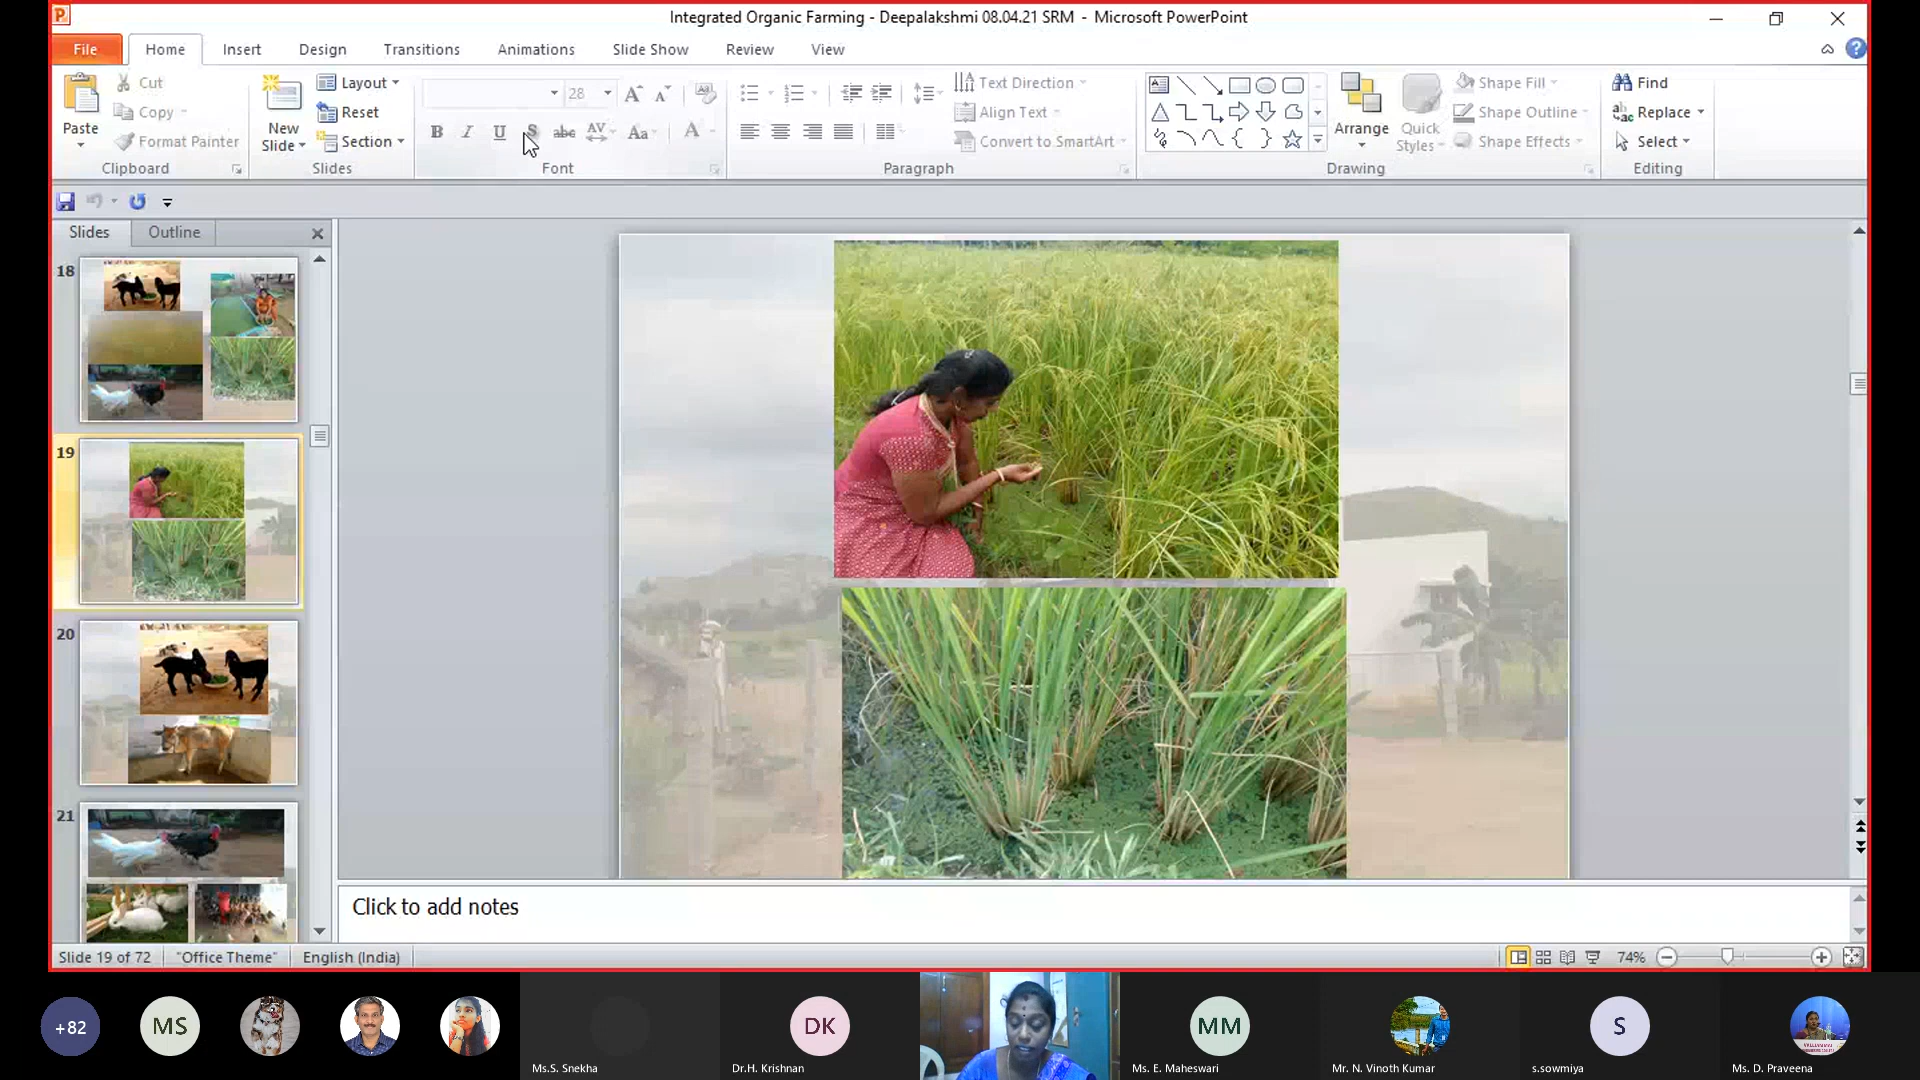 Integrated Organic Farming - Deepalakshmi 08.04.21 SRM - Microsoft PowerPoint
File Home Insert Design Transitions Animations Slide Show Review View
Paste
Cut
Copy
Format Painter
Clipboard
New Slide
Layout
Reset
Section
Slides
28
B I U S abc AV Aa A
Font
Text Direction
Align Text
Convert to SmartArt
Paragraph
Arrange
Quick Styles
Shape Fill
Shape Outline
Shape Effects
Drawing
Find
Replace
Select
Editing
Slides Outline
18
19
20
21
Click to add notes
Slide 19 of 72 "Office Theme" English (India) 74%
+82 MS DK MM S
Ms.S. Snekha Dr.H. Krishnan Ms. E. Maheswari Mr. N. Vinoth Kumar s.sowmiya Ms. D. Praveena